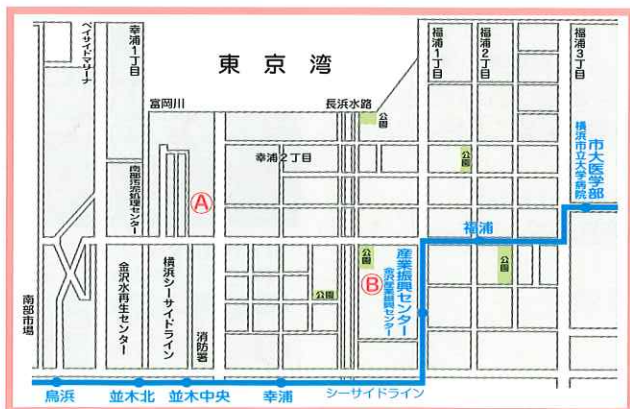 東京湾
ベイサイドマリーナ
幸浦1丁目
富岡川
長浜水路
公園
福浦1丁目
福浦2丁目
福浦3丁目
幸浦2丁目
公園
南部汚泥処理センター
A
市大医学部
横浜市立大学病院
福浦
公園
産業振興センター
金沢産業振興センター
B
公園
公園
南部市場
金沢水再生センター
横浜シーサイドライン
消防署
鳥浜
並木北
並木中央
幸浦
シーサイドライン